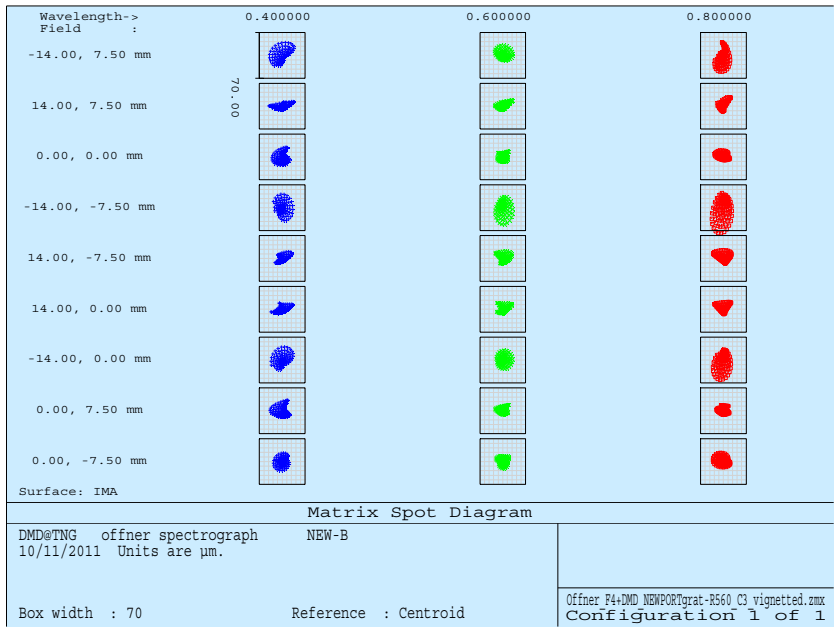 Wavelength-> 0.400000 0.600000 0.800000
Field :
-14.00, 7.50 mm
70.00
14.00, 7.50 mm
0.00, 0.00 mm
-14.00, -7.50 mm
14.00, -7.50 mm
14.00, 0.00 mm
-14.00, 0.00 mm
0.00, 7.50 mm
0.00, -7.50 mm
Surface: IMA
Matrix Spot Diagram
DMD@TNG offner spectrograph NEW-B
10/11/2011 Units are µm.
Box width : 70 Reference : Centroid
Offner_F4+DMD_NEWPORTgrat-R560_C3_vignetted.zmx
Configuration 1 of 1